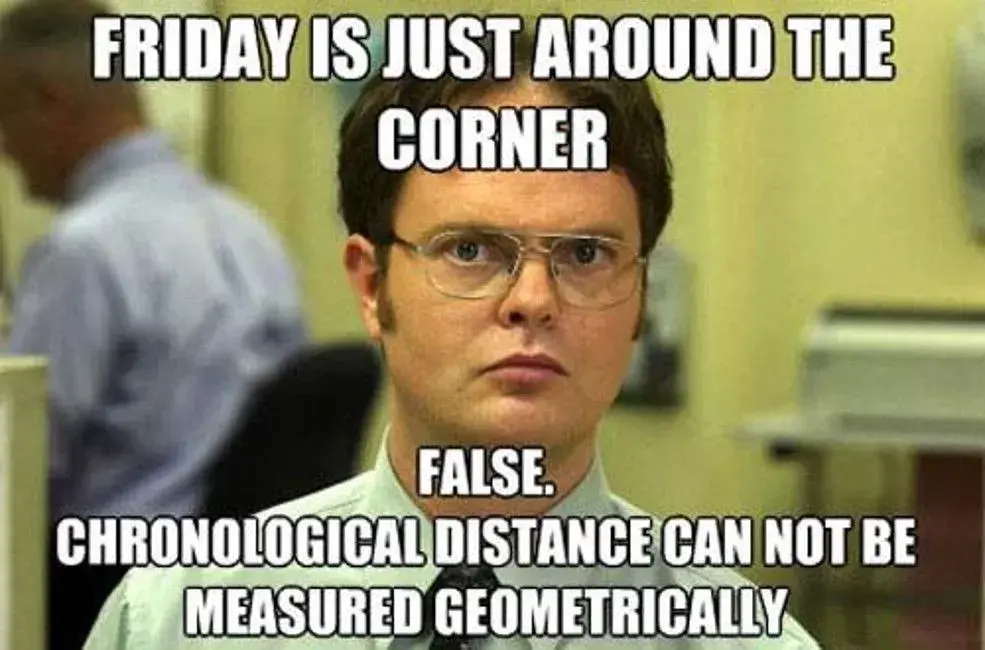 FRIDAY IS JUST AROUND THE
CORNER
FALSE.
CHRONOLOGICAL DISTANCE CAN NOT BE
MEASURED GEOMETRICALLY